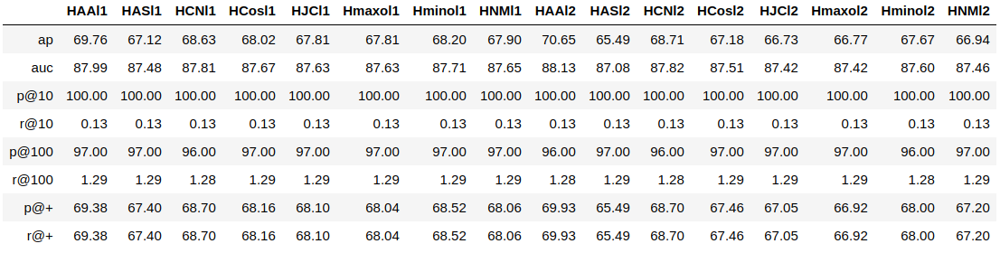 HAAl1 HASl1 HCNl1 HCosl1 HJCl1 Hmaxol1 Hminol1 HNMl1 HAAl2 HASl2 HCNl2 HCosl2 HJCl2 Hmaxol2 Hminol2 HNMl2
ap 69.76 67.12 68.63 68.02 67.81 67.81 68.20 67.90 70.65 65.49 68.71 67.18 66.73 66.77 67.67 66.94
auc 87.99 87.48 87.81 87.67 87.63 87.63 87.71 87.65 88.13 87.08 87.82 87.51 87.42 87.42 87.60 87.46
p@10 100.00 100.00 100.00 100.00 100.00 100.00 100.00 100.00 100.00 100.00 100.00 100.00 100.00 100.00 100.00 100.00
r@10 0.13 0.13 0.13 0.13 0.13 0.13 0.13 0.13 0.13 0.13 0.13 0.13 0.13 0.13 0.13 0.13
p@100 97.00 97.00 96.00 97.00 97.00 97.00 97.00 97.00 96.00 97.00 96.00 97.00 97.00 97.00 96.00 97.00
r@100 1.29 1.29 1.28 1.29 1.29 1.29 1.29 1.29 1.28 1.29 1.28 1.29 1.29 1.29 1.28 1.29
p@+ 69.38 67.40 68.70 68.16 68.10 68.04 68.52 68.06 69.93 65.49 68.70 67.46 67.05 66.92 68.00 67.20
r@+ 69.38 67.40 68.70 68.16 68.10 68.04 68.52 68.06 69.93 65.49 68.70 67.46 67.05 66.92 68.00 67.20